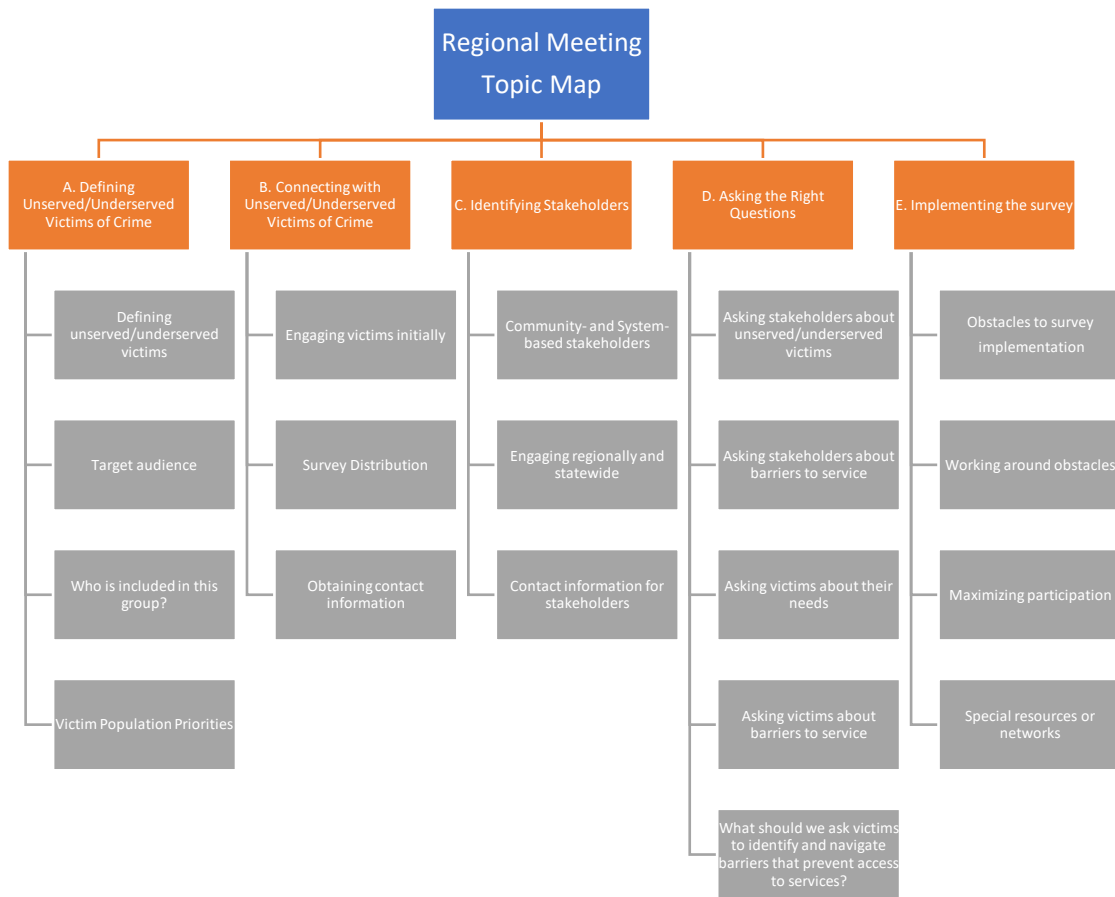 Regional Meeting
Topic Map
A. Defining
Unserved/Underserved
Victims of Crime
B. Connecting with
Unserved/Underserved
Victims of Crime
C. Identifying Stakeholders
D. Asking the Right
Questions
E. Implementing the survey
Defining
unserved/underserved
victims
Target audience
Who is included in this
group?
Victim Population Priorities
Engaging victims initially
Survey Distribution
Obtaining contact
information
Community- and System-
based stakeholders
Engaging regionally and
statewide
Contact information for
stakeholders
Asking stakeholders about
unserved/underserved
victims
Asking stakeholders about
barriers to service
Asking victims about their
needs
Asking victims about
barriers to service
What should we ask victims
to identify and navigate
barriers that prevent access
to services?
Obstacles to survey
implementation
Working around obstacles
Maximizing participation
Special resources or
networks